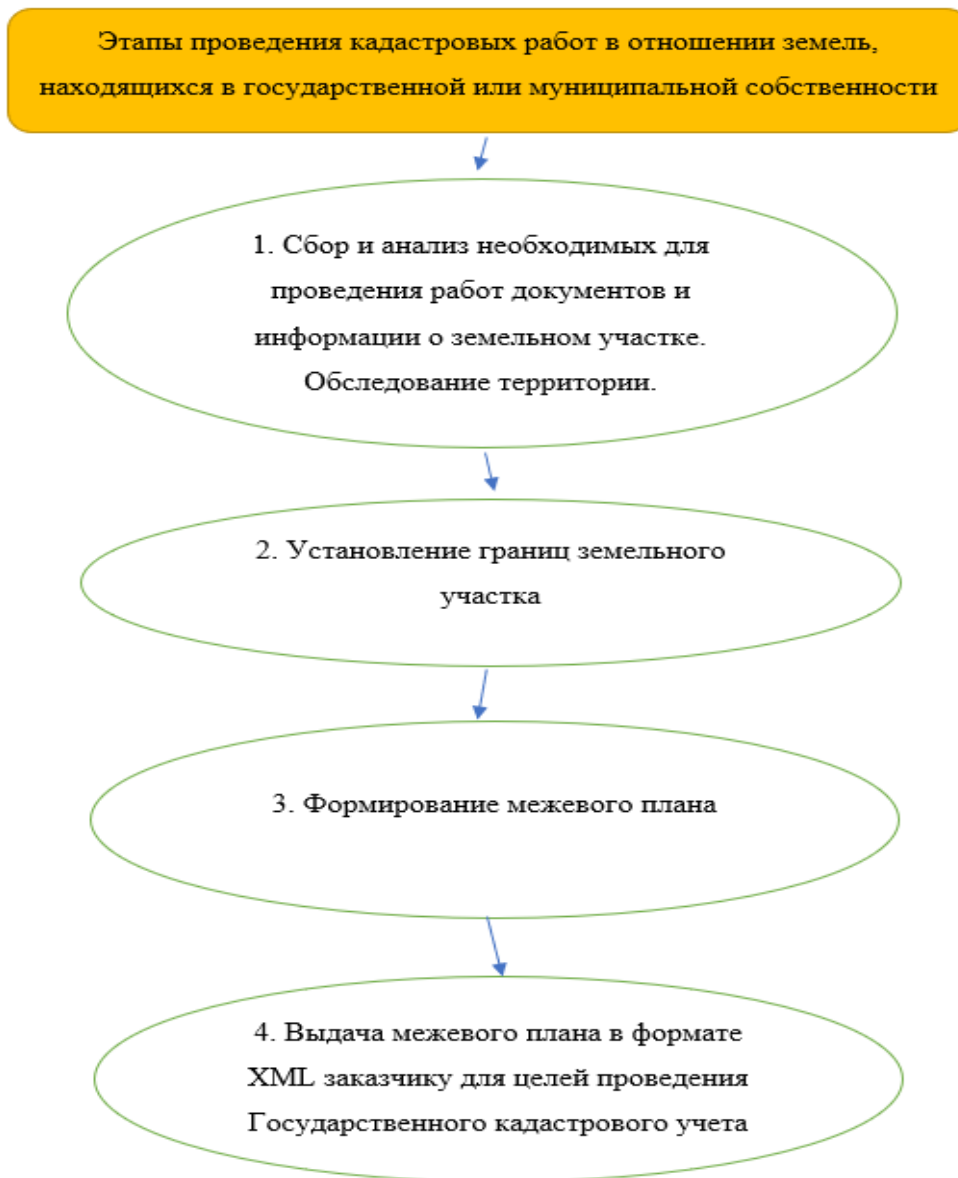 Этапы проведения кадастровых работ в отношении земель,
находящихся в государственной или муниципальной собственности
1. Сбор и анализ необходимых для
проведения работ документов и
информации о земельном участке.
Обследование территории.
2. Установление границ земельного
участка
3. Формирование межевого плана
4. Выдача межевого плана в формате
XML заказчику для целей проведения
Государственного кадастрового учета